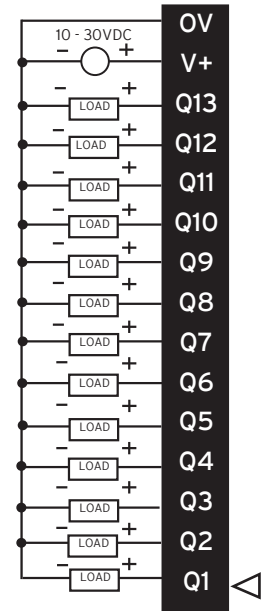 0V
10 - 30VDC
- + V+
- LOAD + Q13
- LOAD + Q12
- LOAD + Q11
- LOAD + Q10
- LOAD + Q9
- LOAD + Q8
- LOAD + Q7
- LOAD + Q6
- LOAD + Q5
- LOAD + Q4
- LOAD + Q3
- LOAD + Q2
- LOAD + Q1